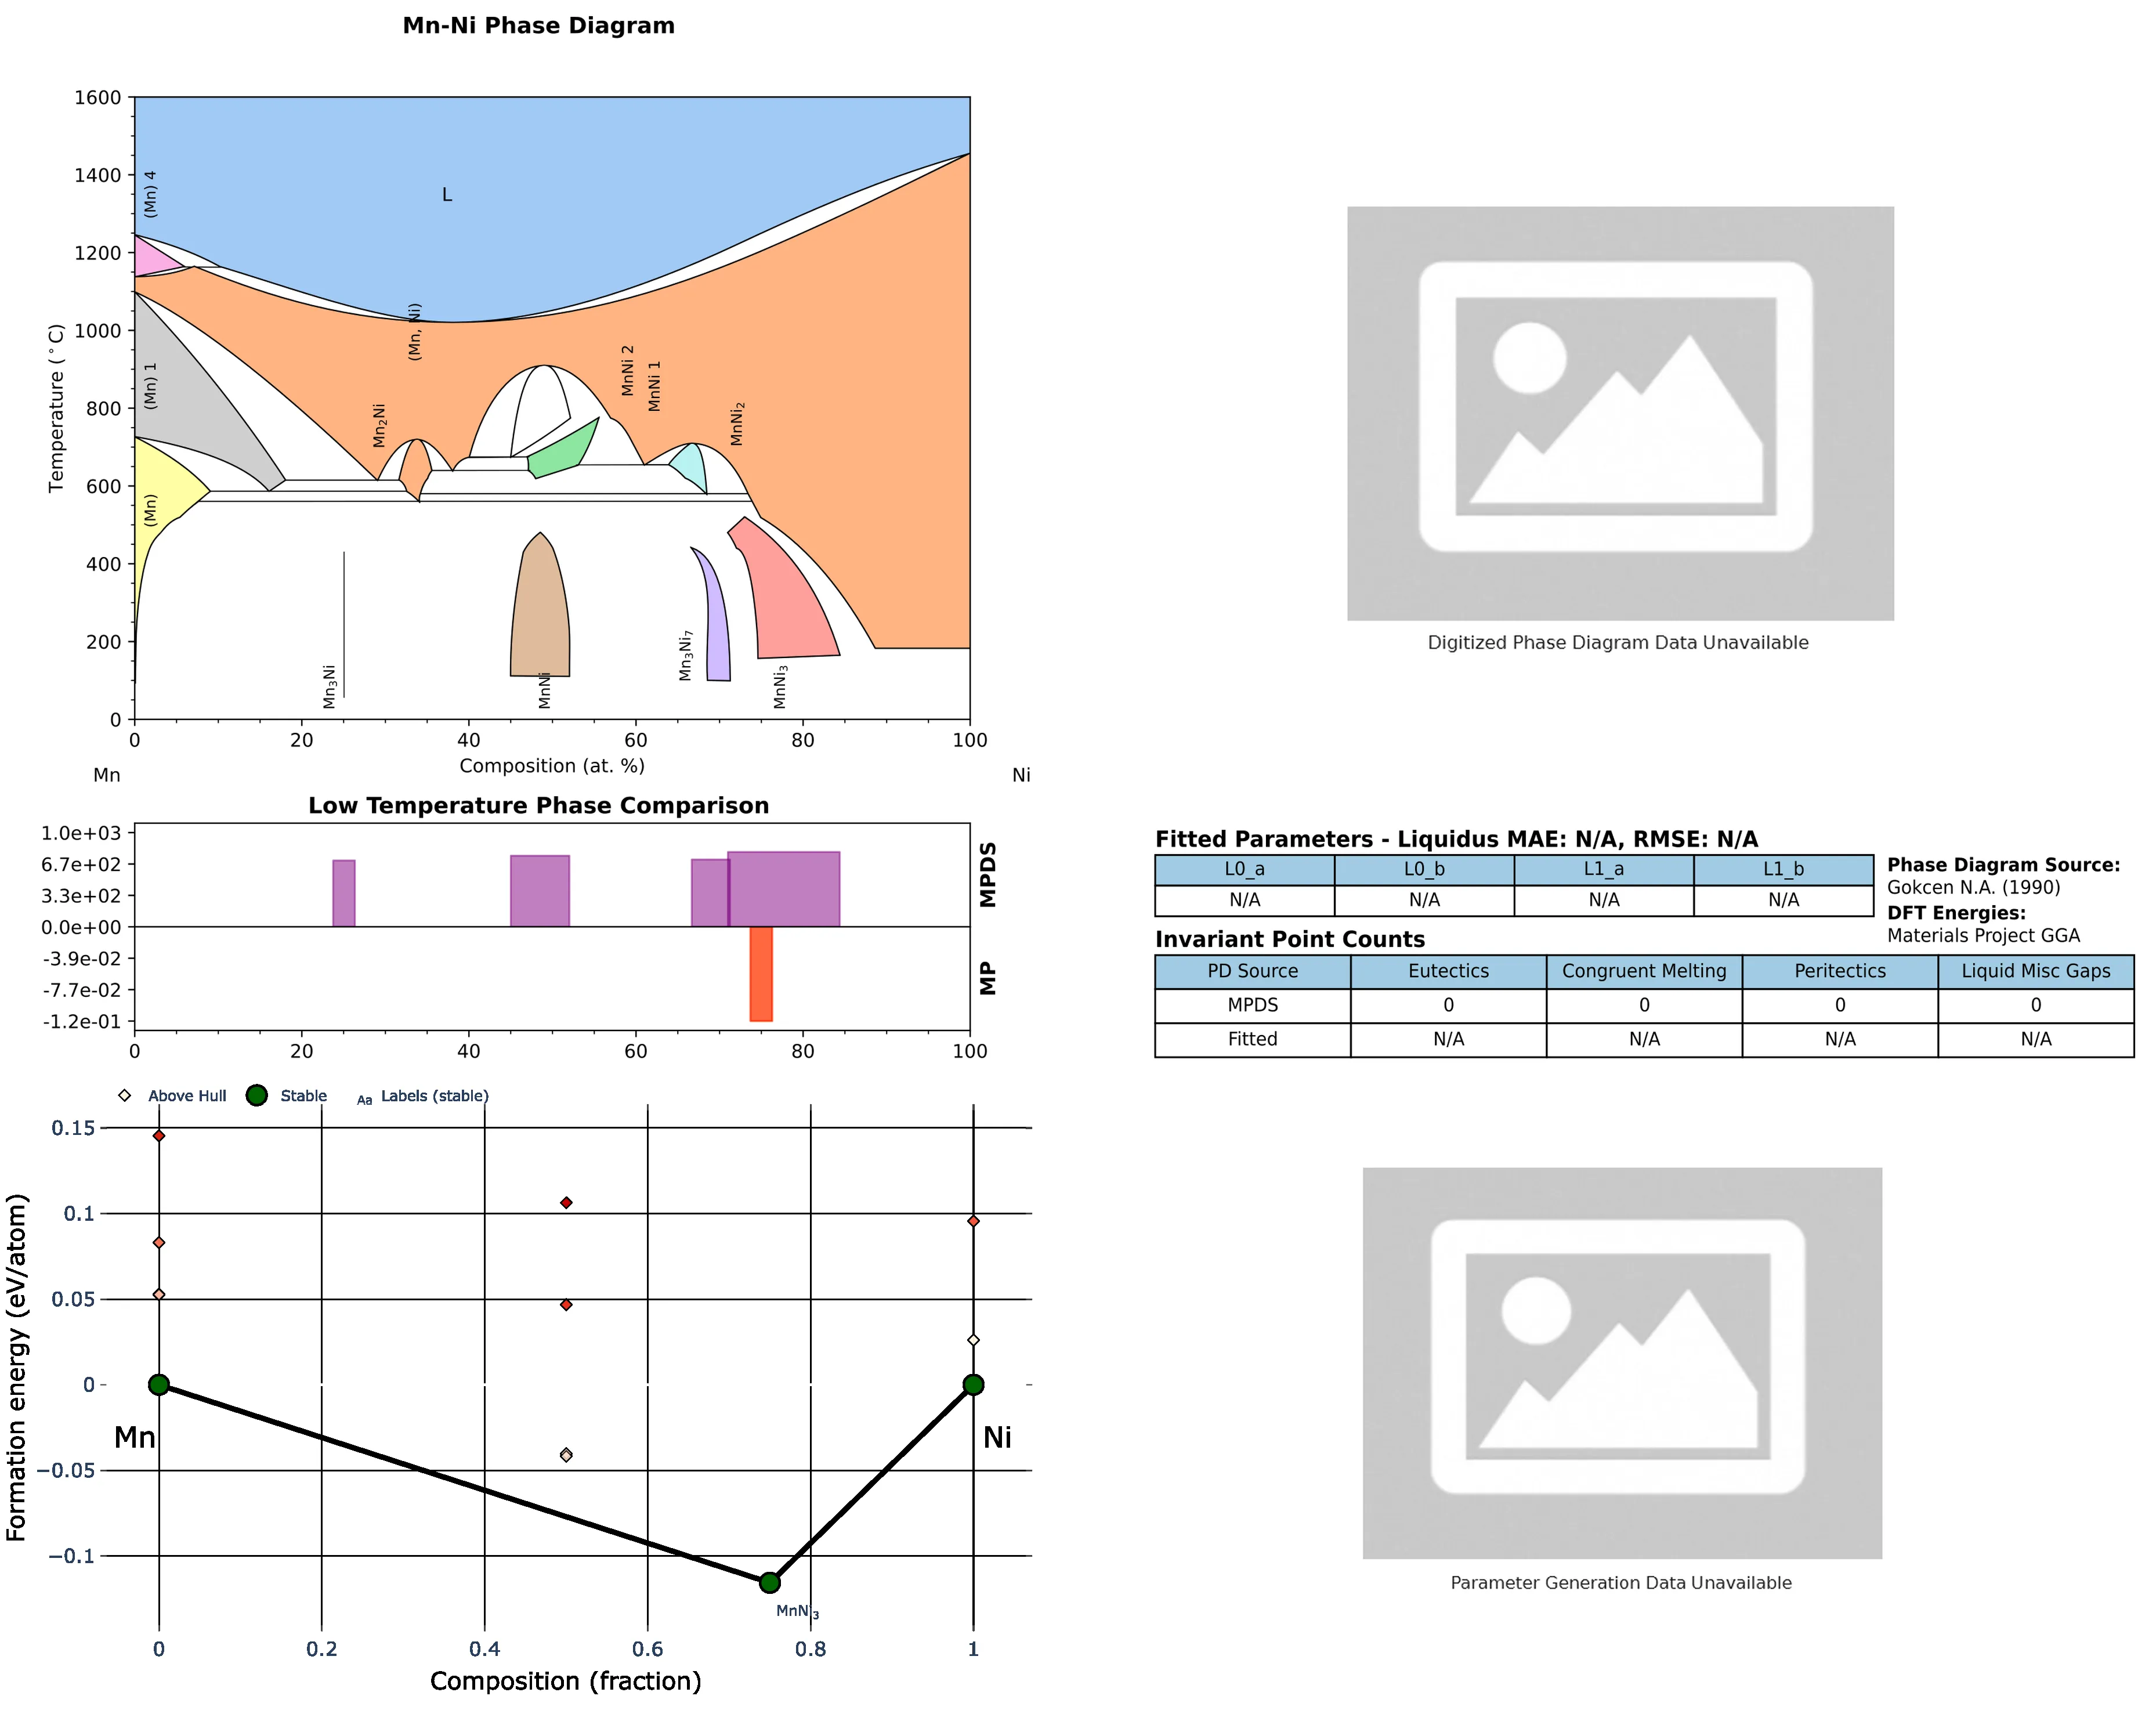 Mn-Ni Phase Diagram
1600
1400
1200
1000
800
600
400
200
0
Temperature (°C)
(Mn) 4
L
(Mn, Ni)
(Mn) 1
(Mn)
Mn₂Ni
MnNi 2
MnNi 1
MnNi₂
Mn₃Ni
MnNi
Mn₃Ni₇
MnNi₃
0 20 40 60 80 100
Composition (at. %)
Mn Ni
Digitized Phase Diagram Data Unavailable
Low Temperature Phase Comparison
1.0e+03
6.7e+02
3.3e+02
0.0e+00
-3.9e-02
-7.7e-02
-1.2e-01
MPDS
MP
0 20 40 60 80 100
Fitted Parameters - Liquidus MAE: N/A, RMSE: N/A
L0_a L0_b L1_a L1_b
N/A N/A N/A N/A
Phase Diagram Source:
Gokcen N.A. (1990)
DFT Energies:
Materials Project GGA
Invariant Point Counts
PD Source Eutectics Congruent Melting Peritectics Liquid Misc Gaps
MPDS 0 0 0 0
Fitted N/A N/A N/A N/A
Above Hull Stable Aa Labels (stable)
0.15
0.1
0.05
0
−0.05
−0.1
Formation energy (eV/atom)
Mn
Ni
MnNi₃
0 0.2 0.4 0.6 0.8 1
Composition (fraction)
Parameter Generation Data Unavailable